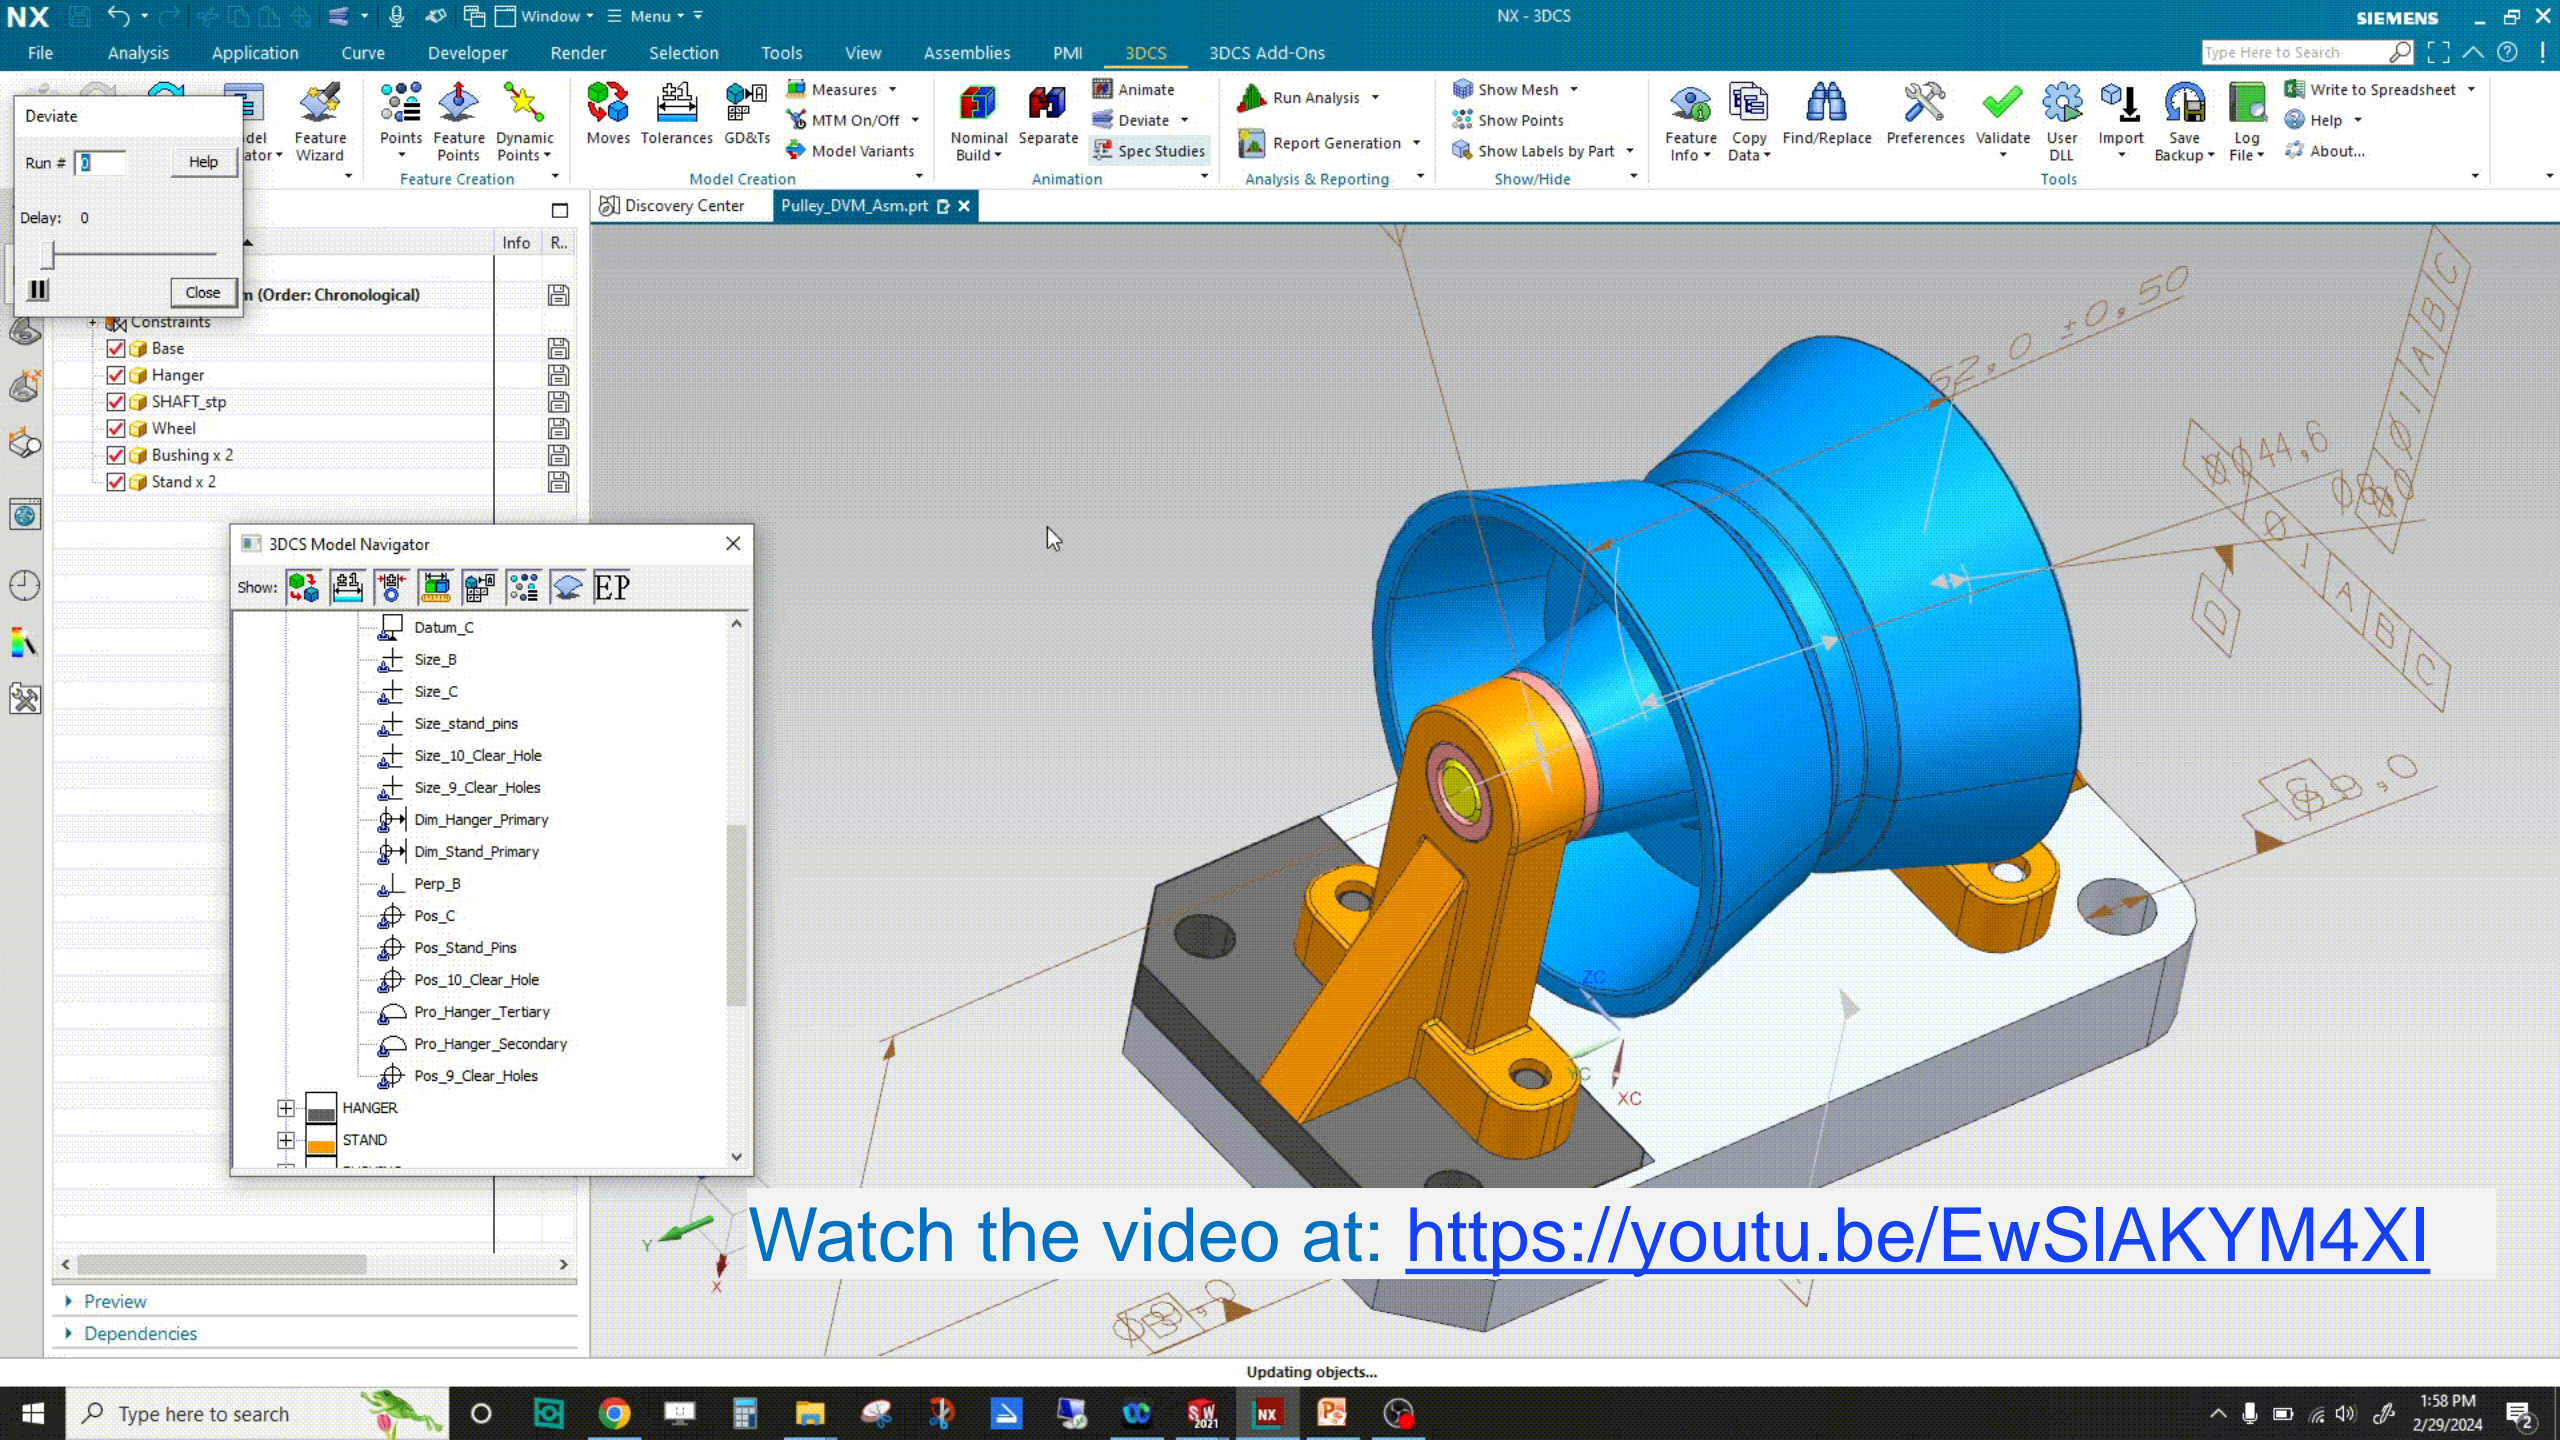 NX Window Menu NX - 3DCS SIEMENS
File Analysis Application Curve Developer Render Selection Tools View Assemblies PMI 3DCS 3DCS Add-Ons Type Here to Search
Feature Wizard
Points Feature Points Dynamic Points
Feature Creation
Moves Tolerances GD&Ts Measures MTM On/Off Model Variants
Model Creation
Nominal Build Separate Animate Deviate Spec Studies
Animation
Run Analysis Report Generation
Analysis & Reporting
Show Mesh Show Points Show Labels by Part
Show/Hide
Feature Info Copy Data Find/Replace Preferences Validate User DLL Import Save Backup Log File Write to Spreadsheet Help About...
Tools
Deviate
Run # 0 Help
Delay: 0
Close
Discovery Center Pulley_DVM_Asm.prt
Info R..
(Order: Chronological)
Constraints
Base
Hanger
SHAFT_stp
Wheel
Bushing x 2
Stand x 2
3DCS Model Navigator
Show: EP
Datum_C
Size_B
Size_C
Size_stand_pins
Size_10_Clear_Hole
Size_9_Clear_Holes
Dim_Hanger_Primary
Dim_Stand_Primary
Perp_B
Pos_C
Pos_Stand_Pins
Pos_10_Clear_Hole
Pro_Hanger_Tertiary
Pro_Hanger_Secondary
Pos_9_Clear_Holes
HANGER
STAND
52,0 ±0,50
A B C
A B C
D
ZC
YC
XC
Y
X
Watch the video at: https://youtu.be/EwSlAKYM4XI
Preview
Dependencies
Updating objects...
Type here to search
1:58 PM
2/29/2024